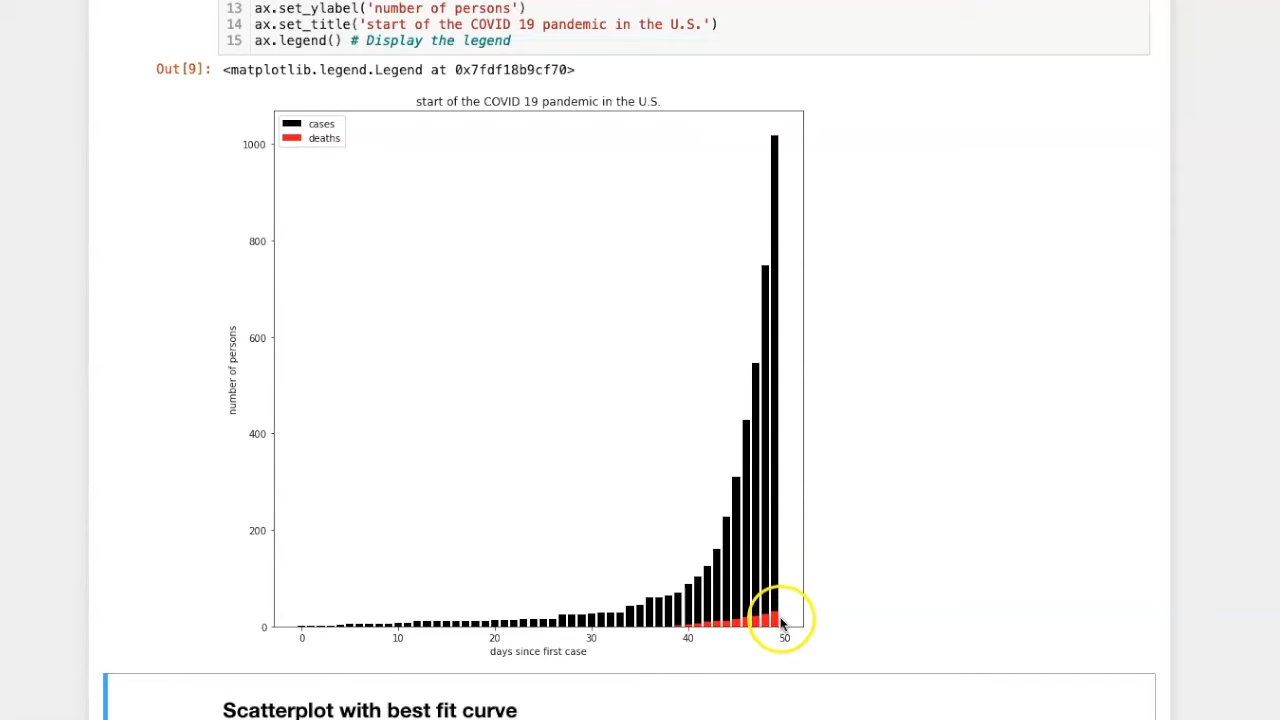 13 ax.set_ylabel('number of persons')
14 ax.set_title('start of the COVID 19 pandemic in the U.S.')
15 ax.legend() # Display the legend
Out[9]: <matplotlib.legend.Legend at 0x7fdf18b9cf70>
start of the COVID 19 pandemic in the U.S.
cases
deaths
1000
800
600
400
200
0
number of persons
0 10 20 30 40 50
days since first case
Scatterplot with best fit curve